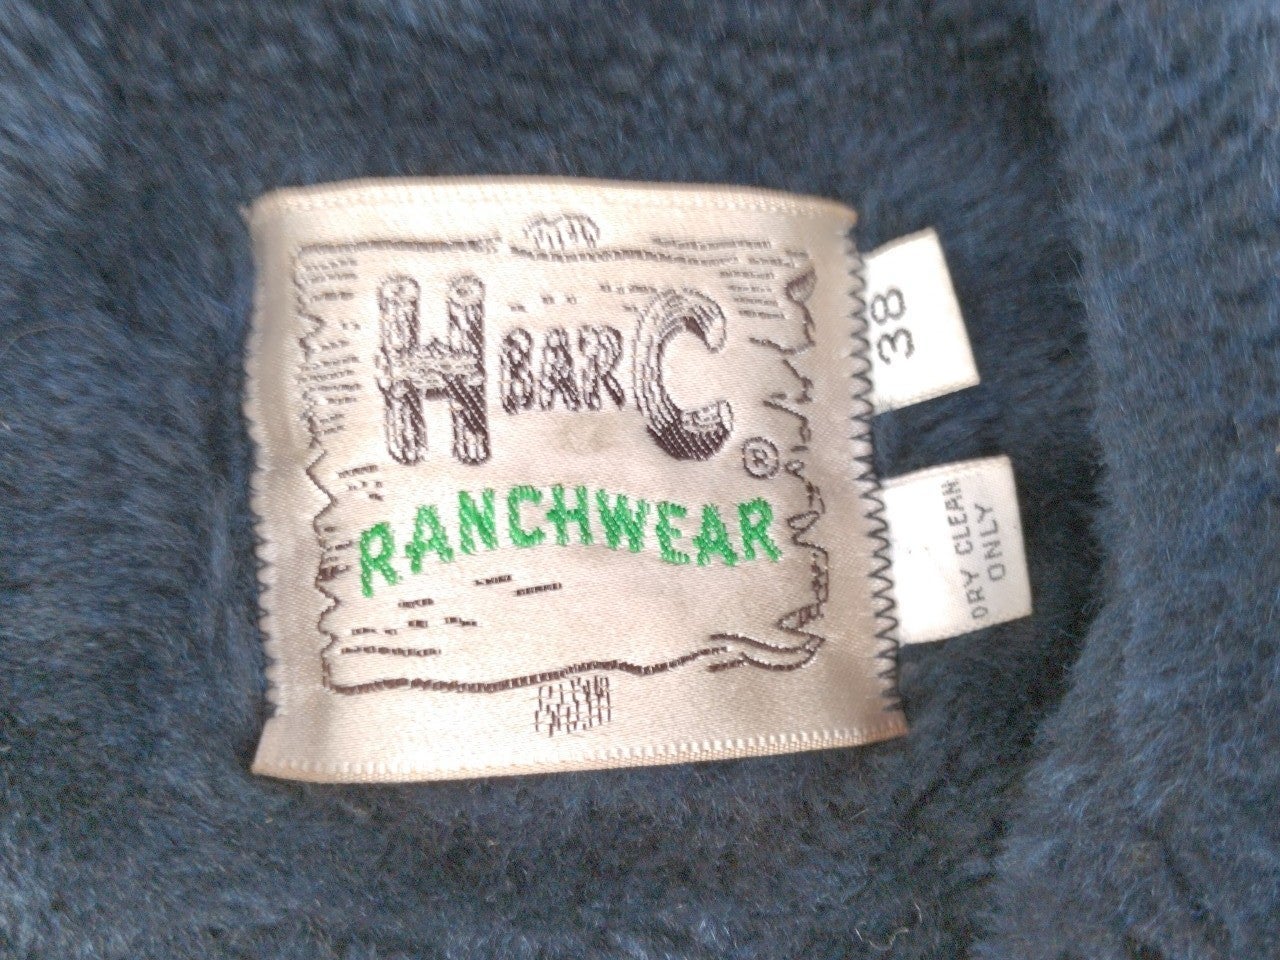 H BAR C
®
RANCHWEAR
38
DRY CLEAN
ONLY